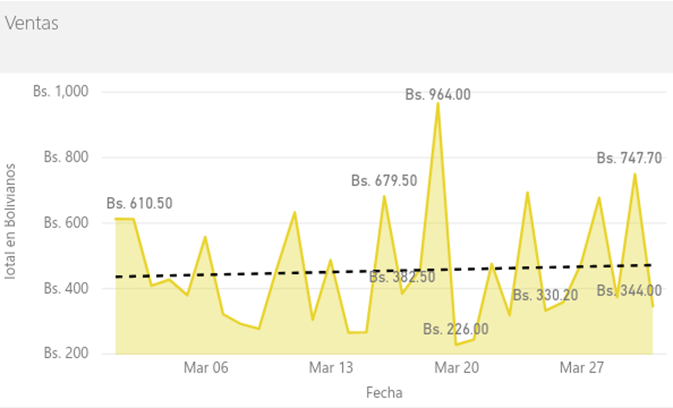 Ventas
Bs. 1,000
Bs. 964.00
Bs. 800
Bs. 747.70
Bs. 679.50
Bs. 610.50
Bs. 600
Bs. 382.50
Bs. 400
Bs. 330.20
Bs. 344.00
Bs. 226.00
Bs. 200
Total en Bolivianos
Mar 06
Mar 13
Mar 20
Mar 27
Fecha